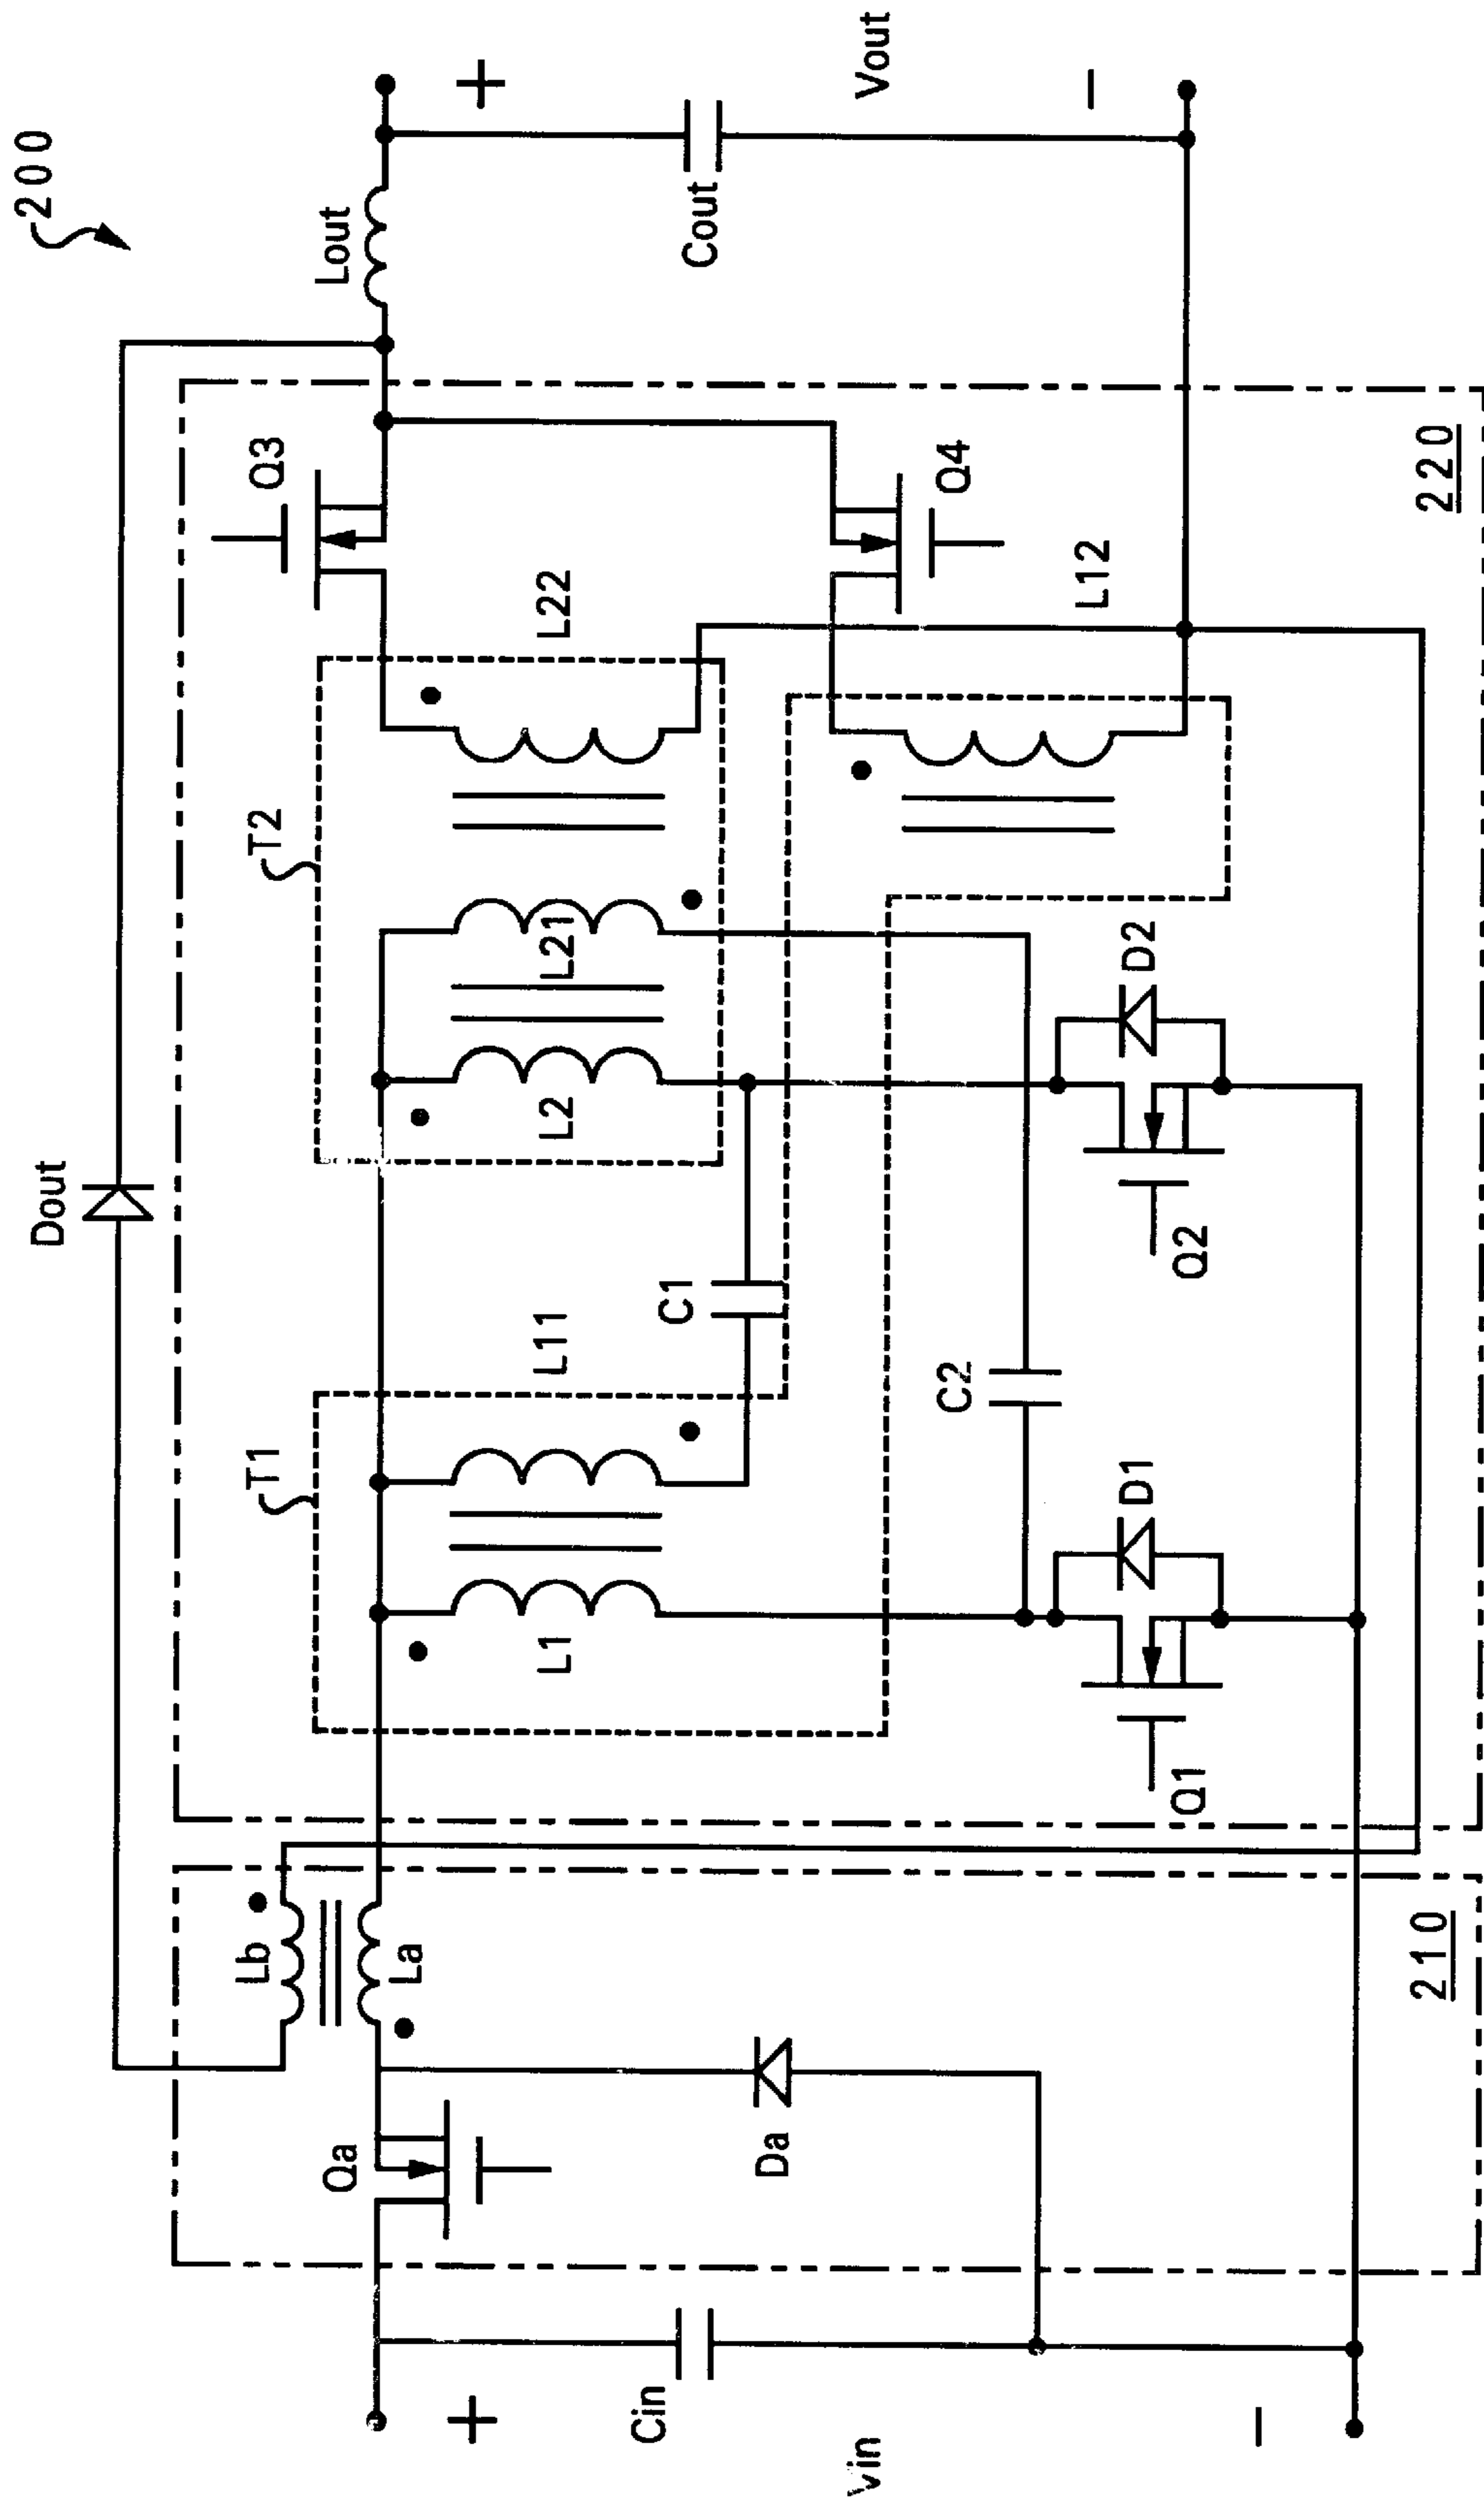 200
Dout
Lout
T1
T2
Q3
Lb
La
Qa
L1
L11
L2
L21
L22
C1
Cin
+
+
Cout
Da
Vin
Vout
C2
Q4
D1
D2
L12
Q1
Q2
−
−
210
220